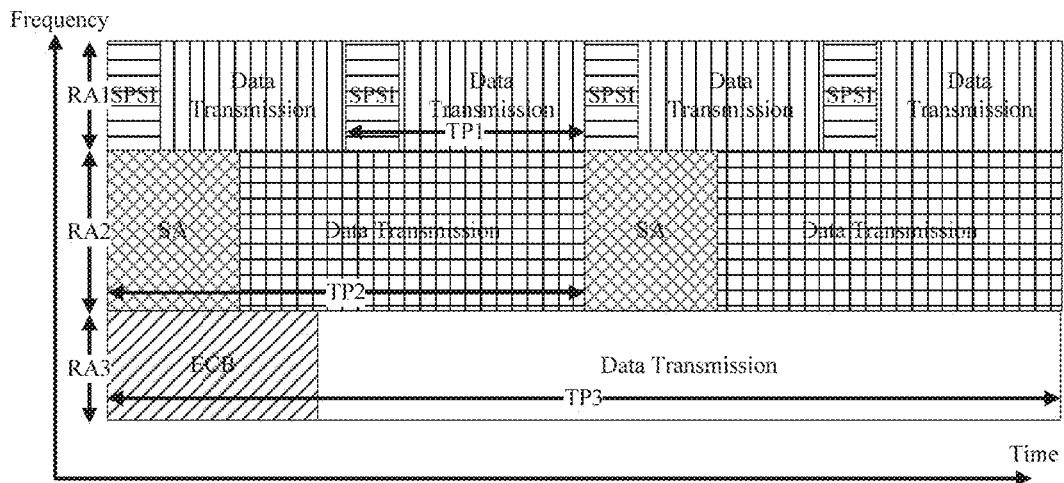 Frequency
RA1
SPSI
Data
Transmission
SPSI
Data
Transmission
SPSI
Data
Transmission
SPSI
Data
Transmission
TP1
RA2
SA
Data Transmission
SA
Data Transmission
TP2
RA3
ECB
Data Transmission
TP3
Time